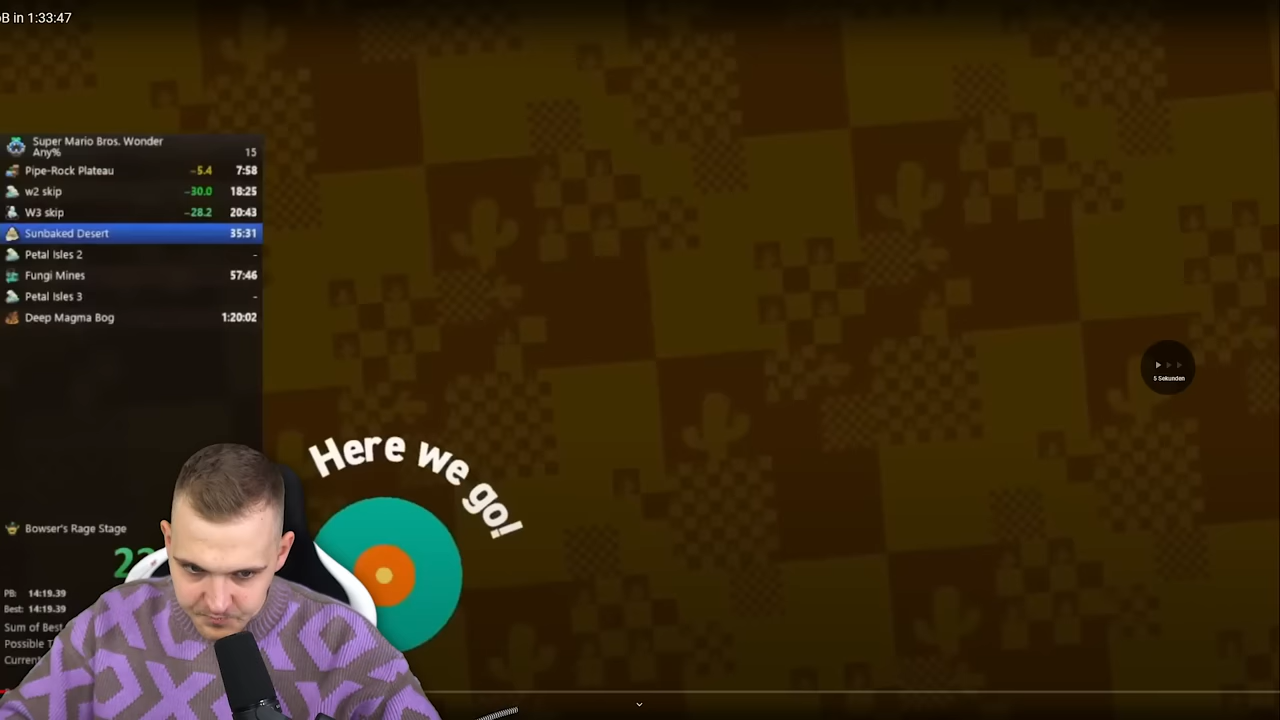 oB in 1:33:47
Super Mario Bros. Wonder
Any% 15
Pipe-Rock Plateau −5.4 7:58
w2 skip −30.0 18:25
W3 skip −28.2 20:43
Sunbaked Desert 35:31
Petal Isles 2 -
Fungi Mines 57:46
Petal Isles 3 -
Deep Magma Bog 1:20:02
5 Sekunden
Here we go!
Bowser's Rage Stage
PB: 14:19.39
Best: 14:19.39
Sum of Best
Possible T
Current